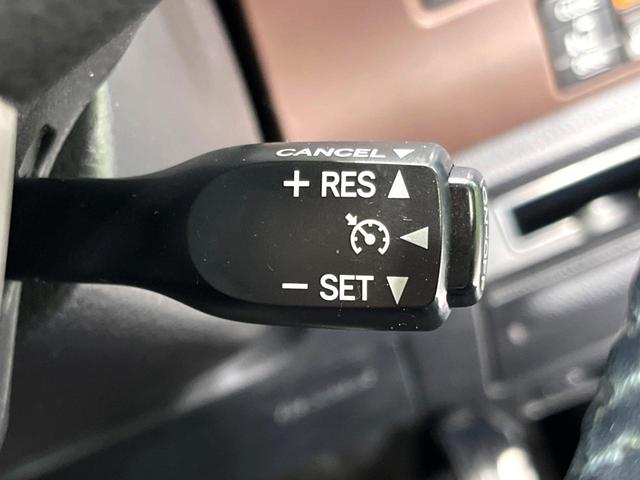 CANCEL ▼
+ RES ▲
◀
− SET ▼